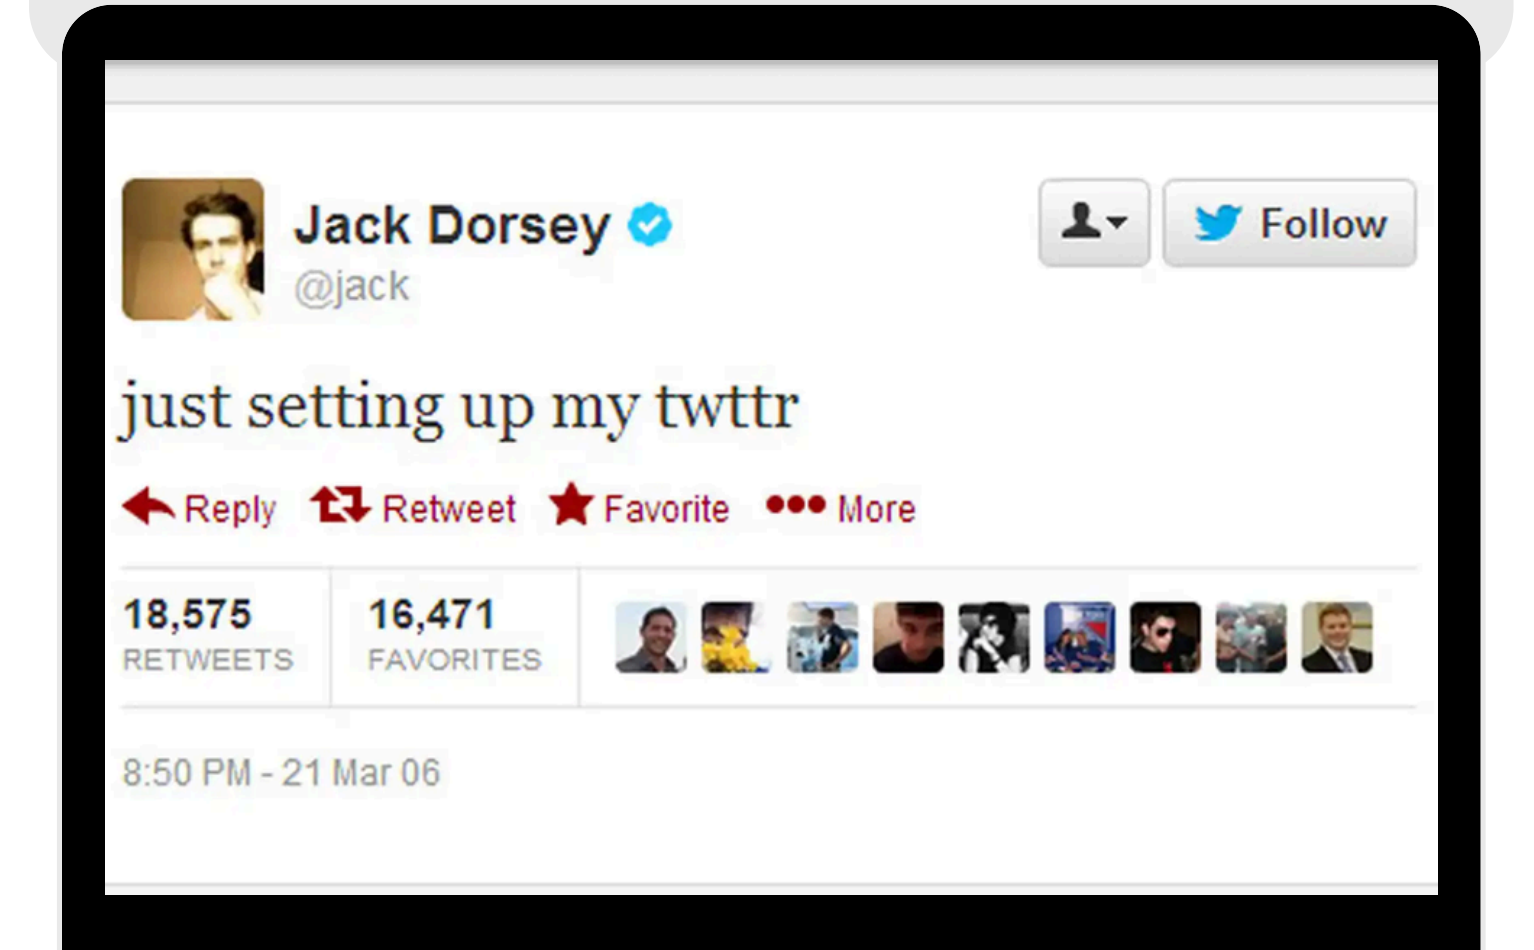 Jack Dorsey
@jack
Follow
just setting up my twttr
Reply Retweet Favorite More
18,575 16,471
RETWEETS FAVORITES
8:50 PM - 21 Mar 06